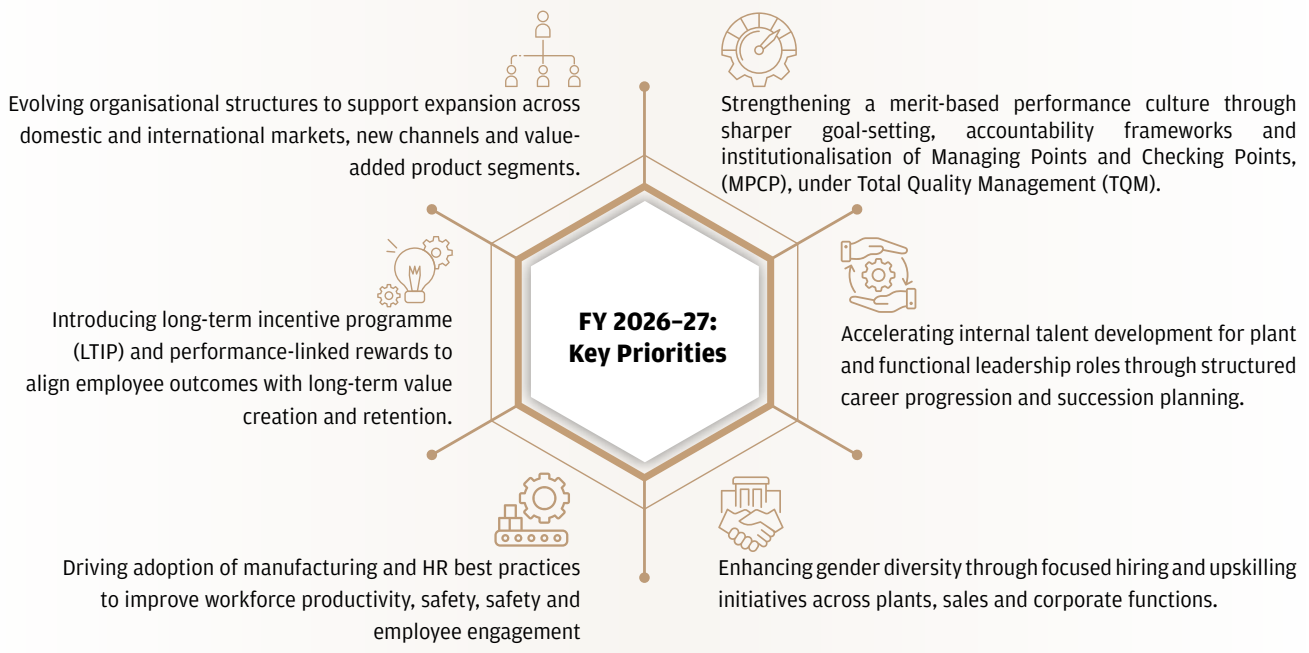 Evolving organisational structures to support expansion across
domestic and international markets, new channels and value-
added product segments.
Strengthening a merit-based performance culture through
sharper goal-setting, accountability frameworks and
institutionalisation of Managing Points and Checking Points,
(MPCP), under Total Quality Management (TQM).
Introducing long-term incentive programme
(LTIP) and performance-linked rewards to
align employee outcomes with long-term value
creation and retention.
FY 2026–27:
Key Priorities
Accelerating internal talent development for plant
and functional leadership roles through structured
career progression and succession planning.
Driving adoption of manufacturing and HR best practices
to improve workforce productivity, safety, safety and
employee engagement
Enhancing gender diversity through focused hiring and upskilling
initiatives across plants, sales and corporate functions.